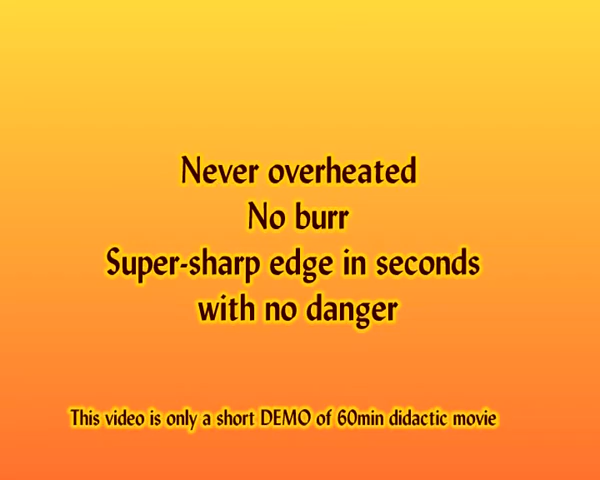 Never overheated
No burr
Super-sharp edge in seconds
with no danger
This video is only a short DEMO of 60min didactic movie